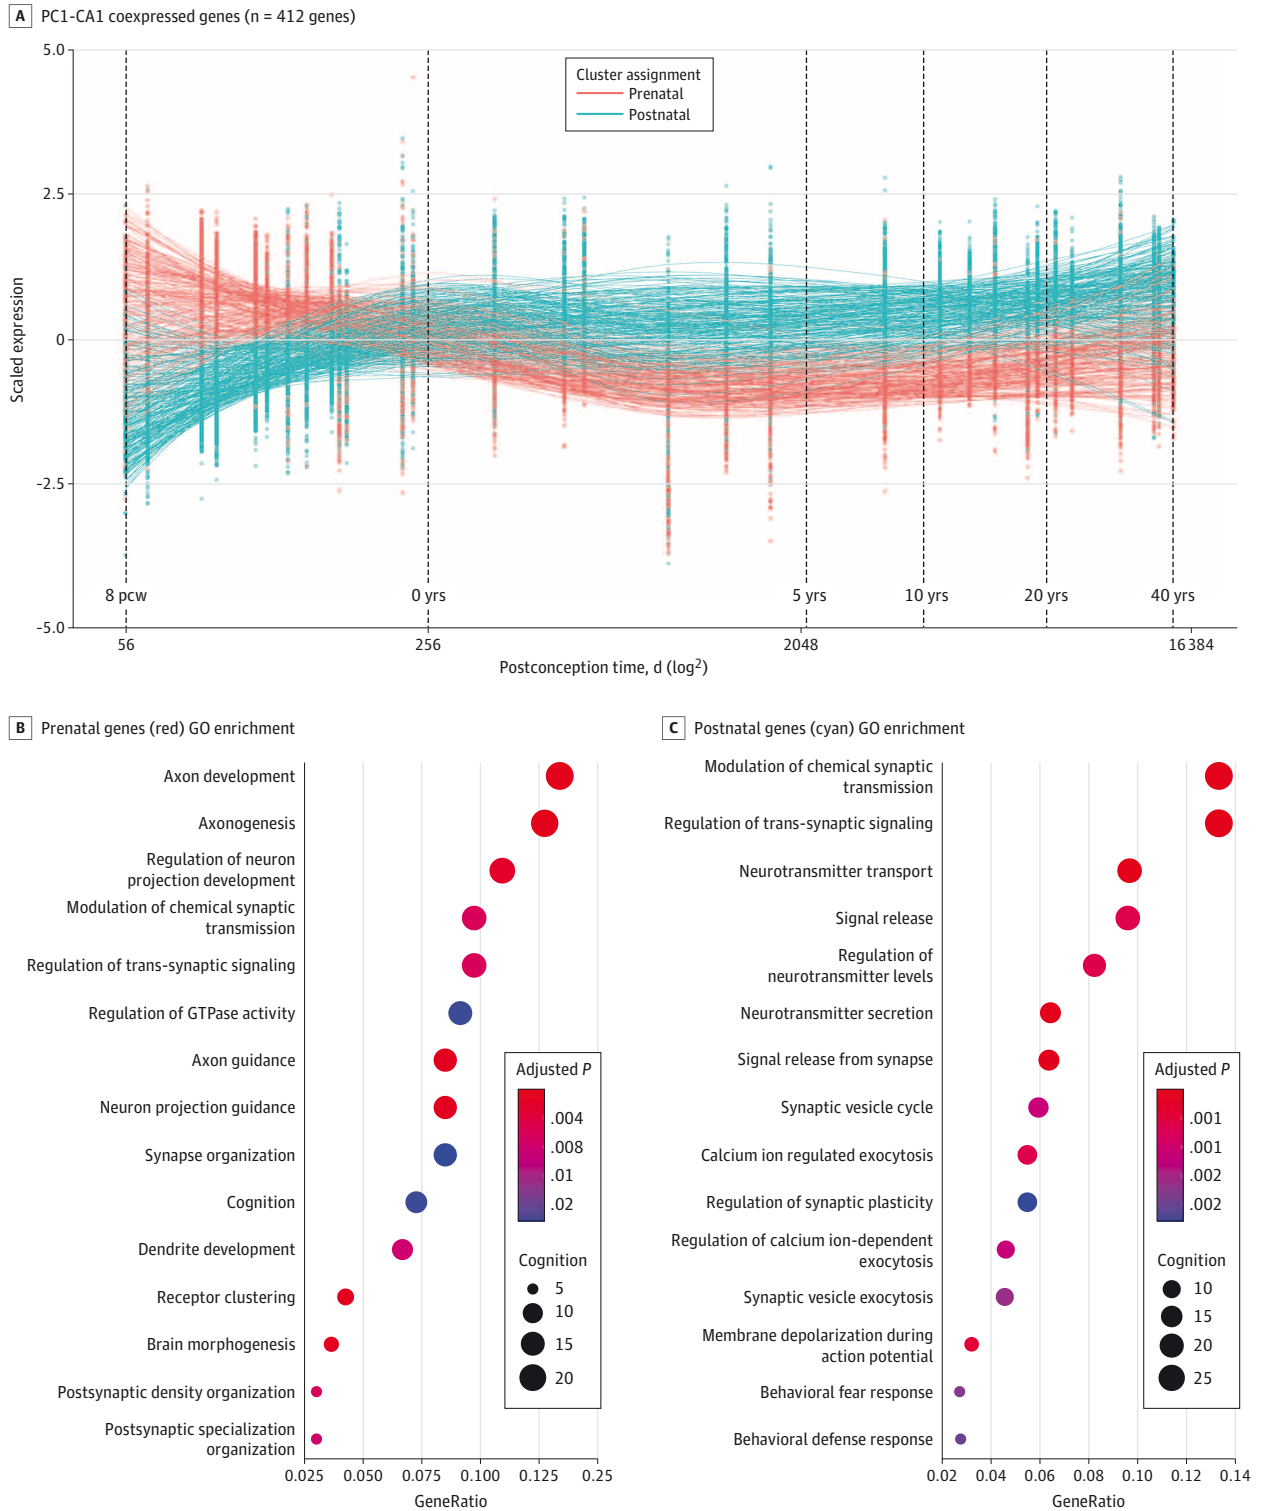 A PC1-CA1 coexpressed genes (n = 412 genes)
5.0
2.5
0
–2.5
–5.0
Scaled expression
Cluster assignment
Prenatal
Postnatal
8 pcw
0 yrs
5 yrs
10 yrs
20 yrs
40 yrs
56
256
2048
16 384
Postconception time, d (log2)
B Prenatal genes (red) GO enrichment
Axon development
Axonogenesis
Regulation of neuron
projection development
Modulation of chemical synaptic
transmission
Regulation of trans-synaptic signaling
Regulation of GTPase activity
Axon guidance
Neuron projection guidance
Synapse organization
Cognition
Dendrite development
Receptor clustering
Brain morphogenesis
Postsynaptic density organization
Postsynaptic specialization
organization
0.025
0.050
0.075
0.100
0.125
0.25
GeneRatio
Adjusted P
.004
.008
.01
.02
Cognition
5
10
15
20
C Postnatal genes (cyan) GO enrichment
Modulation of chemical synaptic
transmission
Regulation of trans-synaptic signaling
Neurotransmitter transport
Signal release
Regulation of
neurotransmitter levels
Neurotransmitter secretion
Signal release from synapse
Synaptic vesicle cycle
Calcium ion regulated exocytosis
Regulation of synaptic plasticity
Regulation of calcium ion-dependent
exocytosis
Synaptic vesicle exocytosis
Membrane depolarization during
action potential
Behavioral fear response
Behavioral defense response
0.02
0.04
0.06
0.08
0.10
0.12
0.14
GeneRatio
Adjusted P
.001
.001
.002
.002
Cognition
10
15
20
25